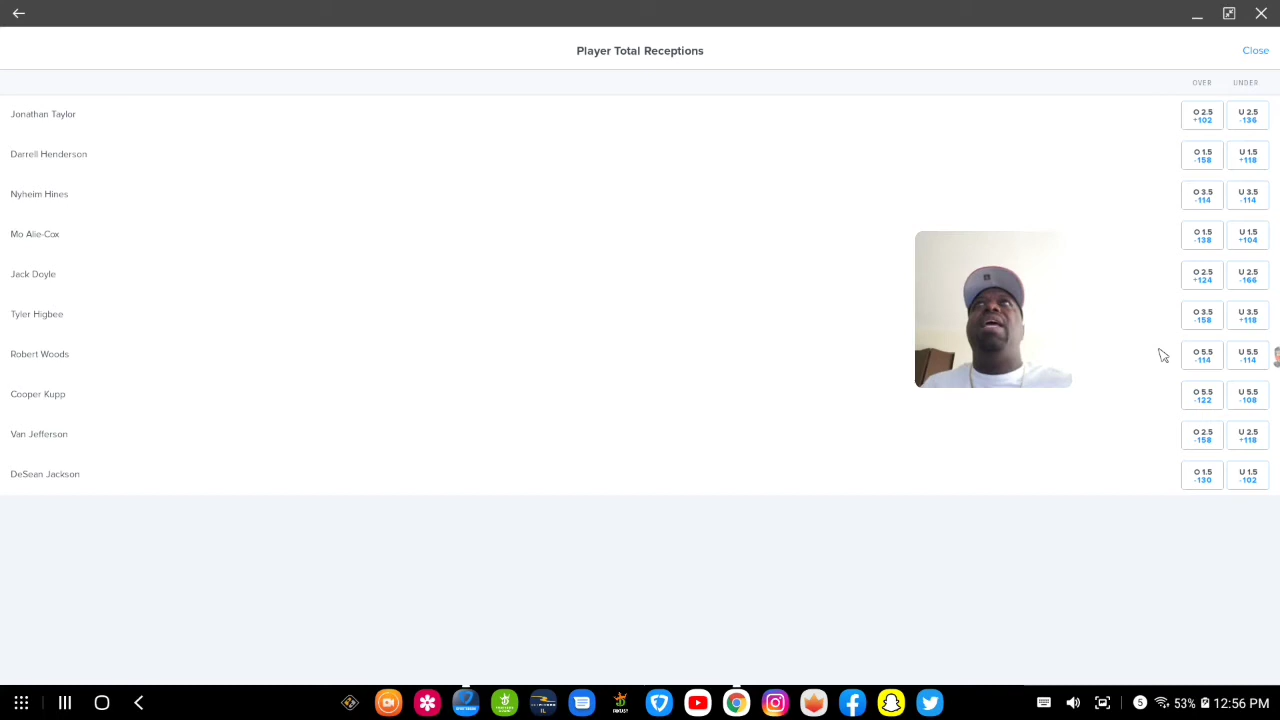 Player Total Receptions
Close
OVER UNDER
Jonathan Taylor O 2.5 U 2.5
+102 -136
Darrell Henderson O 1.5 U 1.5
-158 +118
Nyheim Hines O 3.5 U 3.5
-114 -114
Mo Alie-Cox O 1.5 U 1.5
-138 +104
Jack Doyle O 2.5 U 2.5
+124 -166
Tyler Higbee O 3.5 U 3.5
-158 +118
Robert Woods O 5.5 U 5.5
-114 -114
Cooper Kupp O 5.5 U 5.5
-122 -108
Van Jefferson O 2.5 U 2.5
-158 +118
DeSean Jackson O 1.5 U 1.5
-130 -102
5 53% 12:56 PM